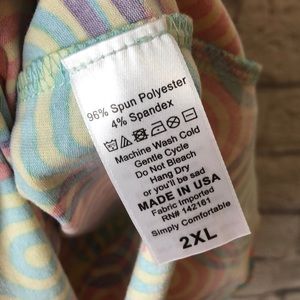 96% Spun Polyester
4% Spandex
Machine Wash Cold
Gentle Cycle
Do Not Bleach
Hang Dry
or you'll be sad
MADE IN USA
Fabric Imported
RN# 142161
Simply Comfortable
2XL